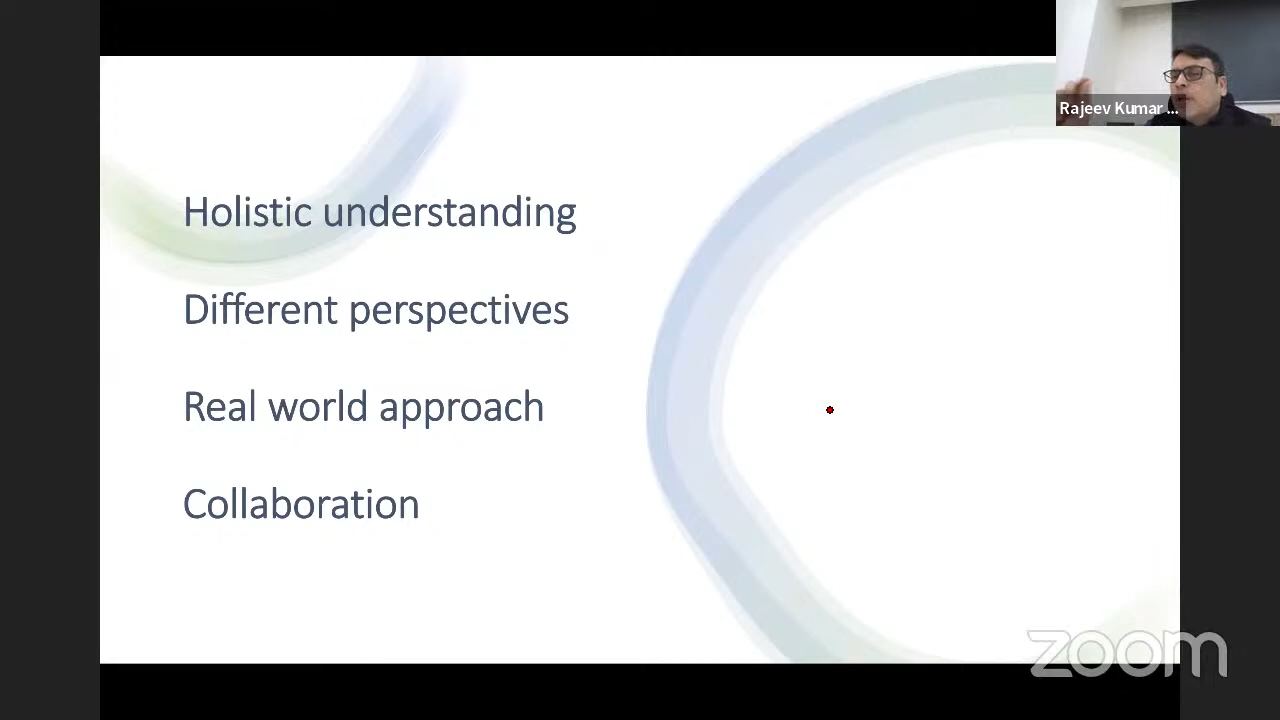 Rajeev Kumar ...
Holistic understanding
Different perspectives
Real world approach
Collaboration
zoom